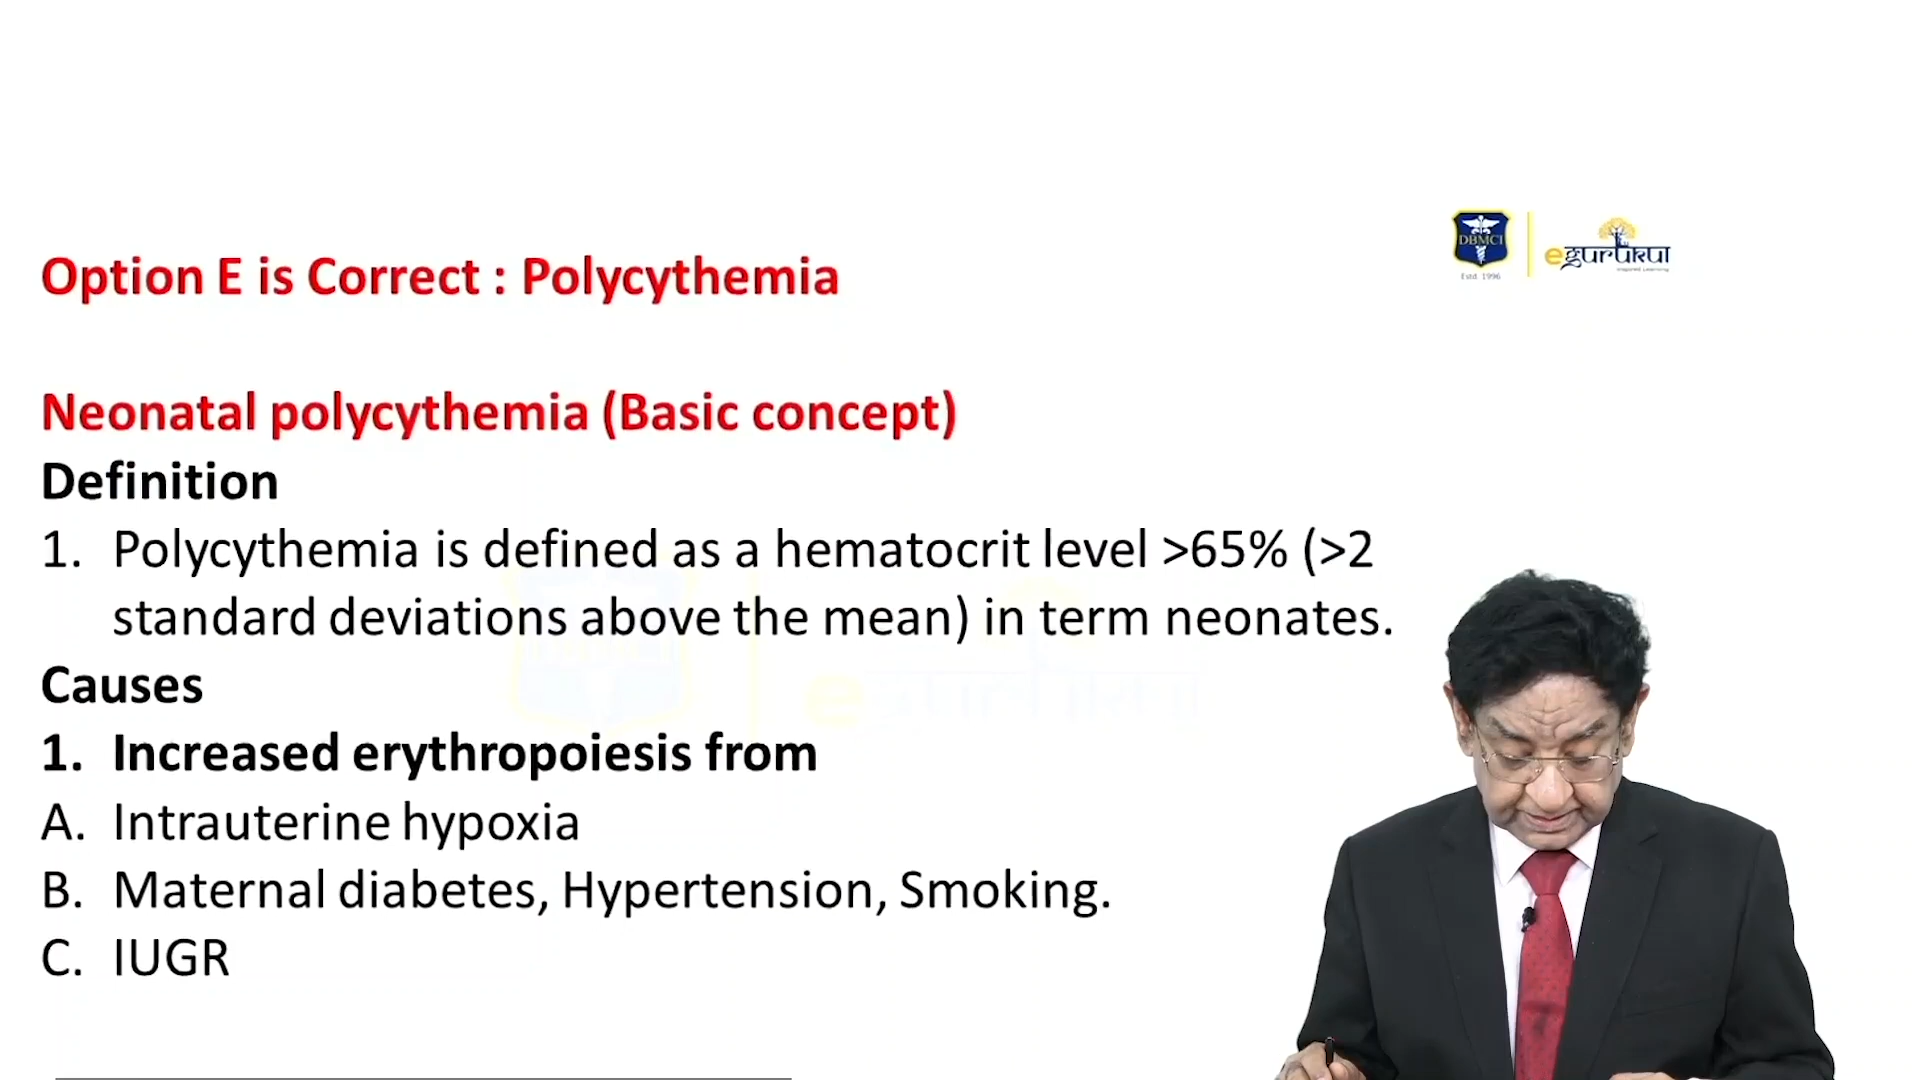 DBMCI
Estd. 1996
egurukul
Option E is Correct : Polycythemia
Neonatal polycythemia (Basic concept)
Definition
1. Polycythemia is defined as a hematocrit level >65% (>2
standard deviations above the mean) in term neonates.
Causes
1. Increased erythropoiesis from
A. Intrauterine hypoxia
B. Maternal diabetes, Hypertension, Smoking.
C. IUGR